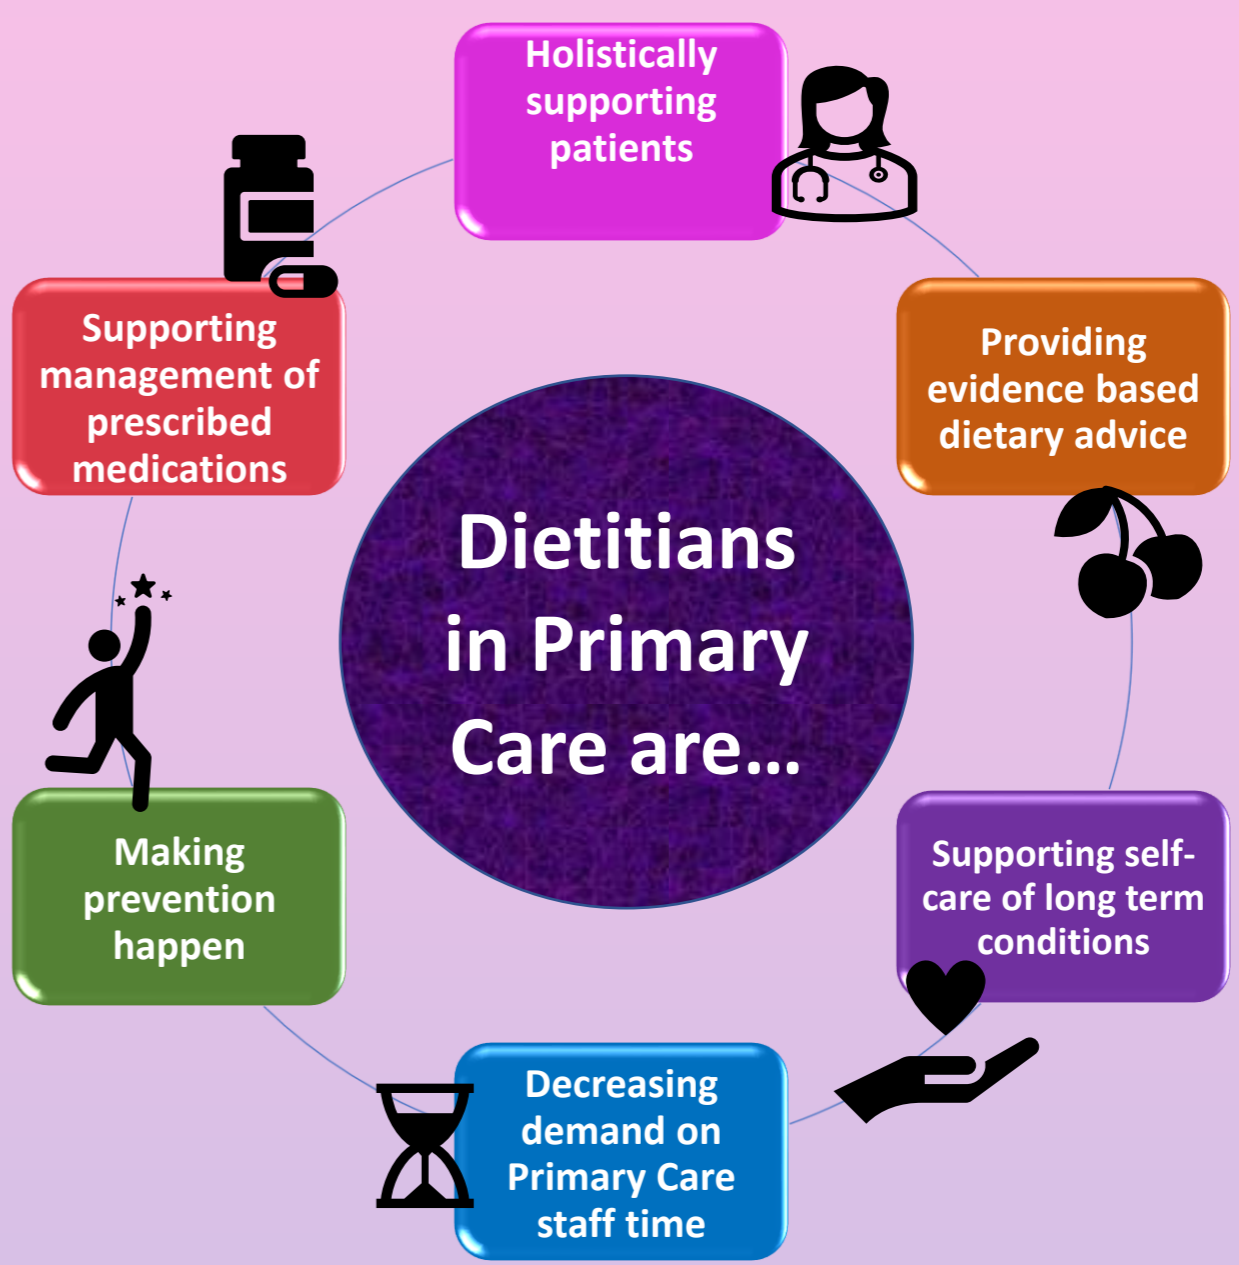 Holistically
supporting
patients
Providing
evidence based
dietary advice
Supporting self-
care of long term
conditions
Decreasing
demand on
Primary Care
staff time
Making
prevention
happen
Supporting
management of
prescribed
medications
Dietitians
in Primary
Care are...